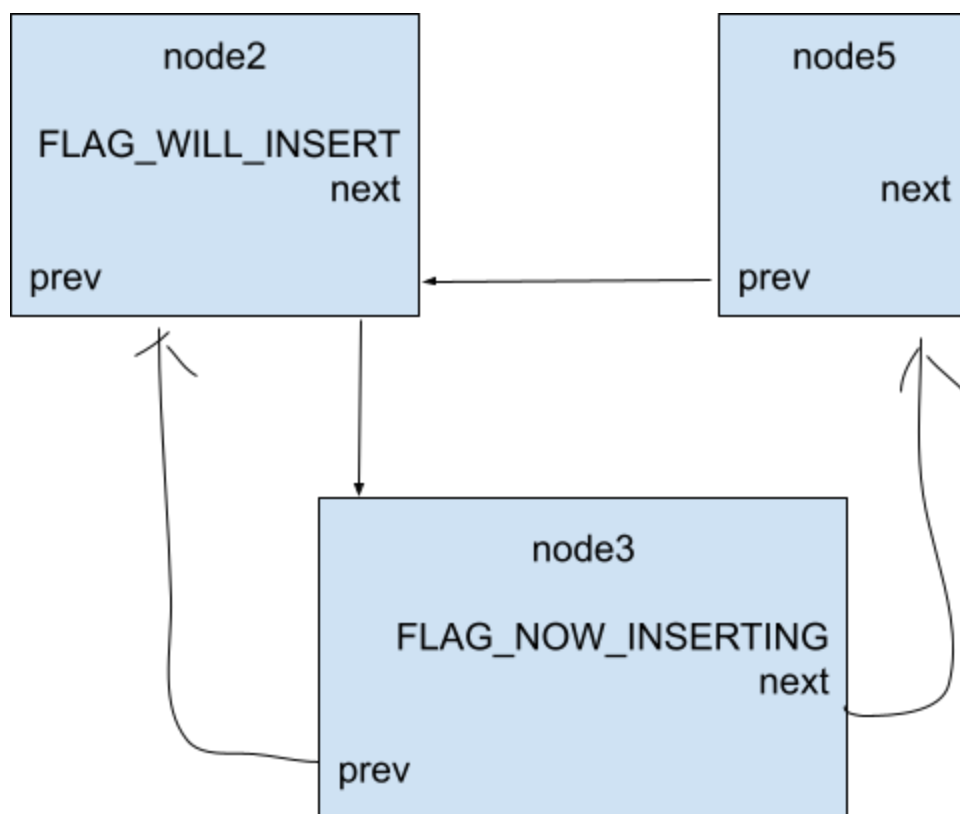 node2
FLAG_WILL_INSERT
next
prev
node5
next
prev
node3
FLAG_NOW_INSERTING
next
prev